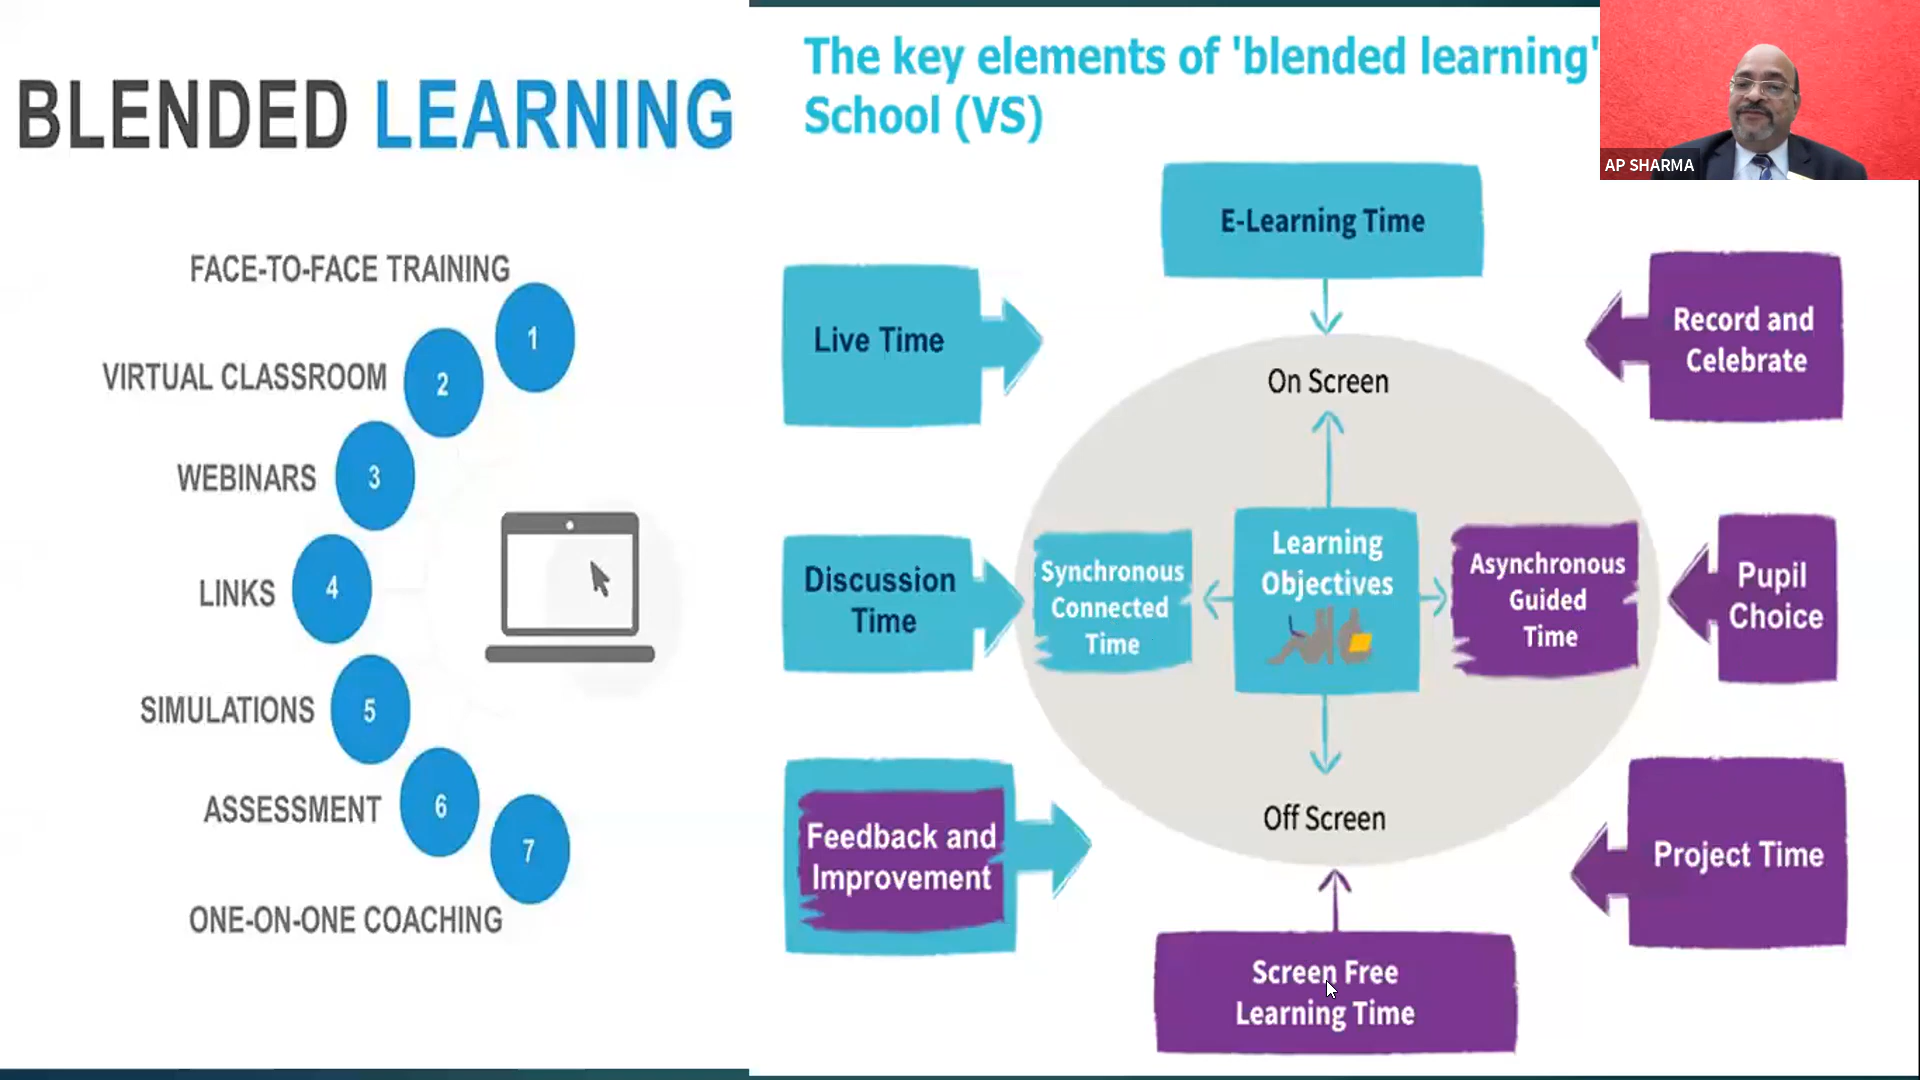 BLENDED LEARNING
FACE-TO-FACE TRAINING
1
VIRTUAL CLASSROOM
2
WEBINARS
3
LINKS
4
SIMULATIONS
5
ASSESSMENT
6
7
ONE-ON-ONE COACHING
The key elements of 'blended learning'
School (VS)
AP SHARMA
E-Learning Time
Live Time
Record and
Celebrate
On Screen
Discussion
Time
Synchronous
Connected
Time
Learning
Objectives
Asynchronous
Guided
Time
Pupil
Choice
Feedback and
Improvement
Off Screen
Project Time
Screen Free
Learning Time